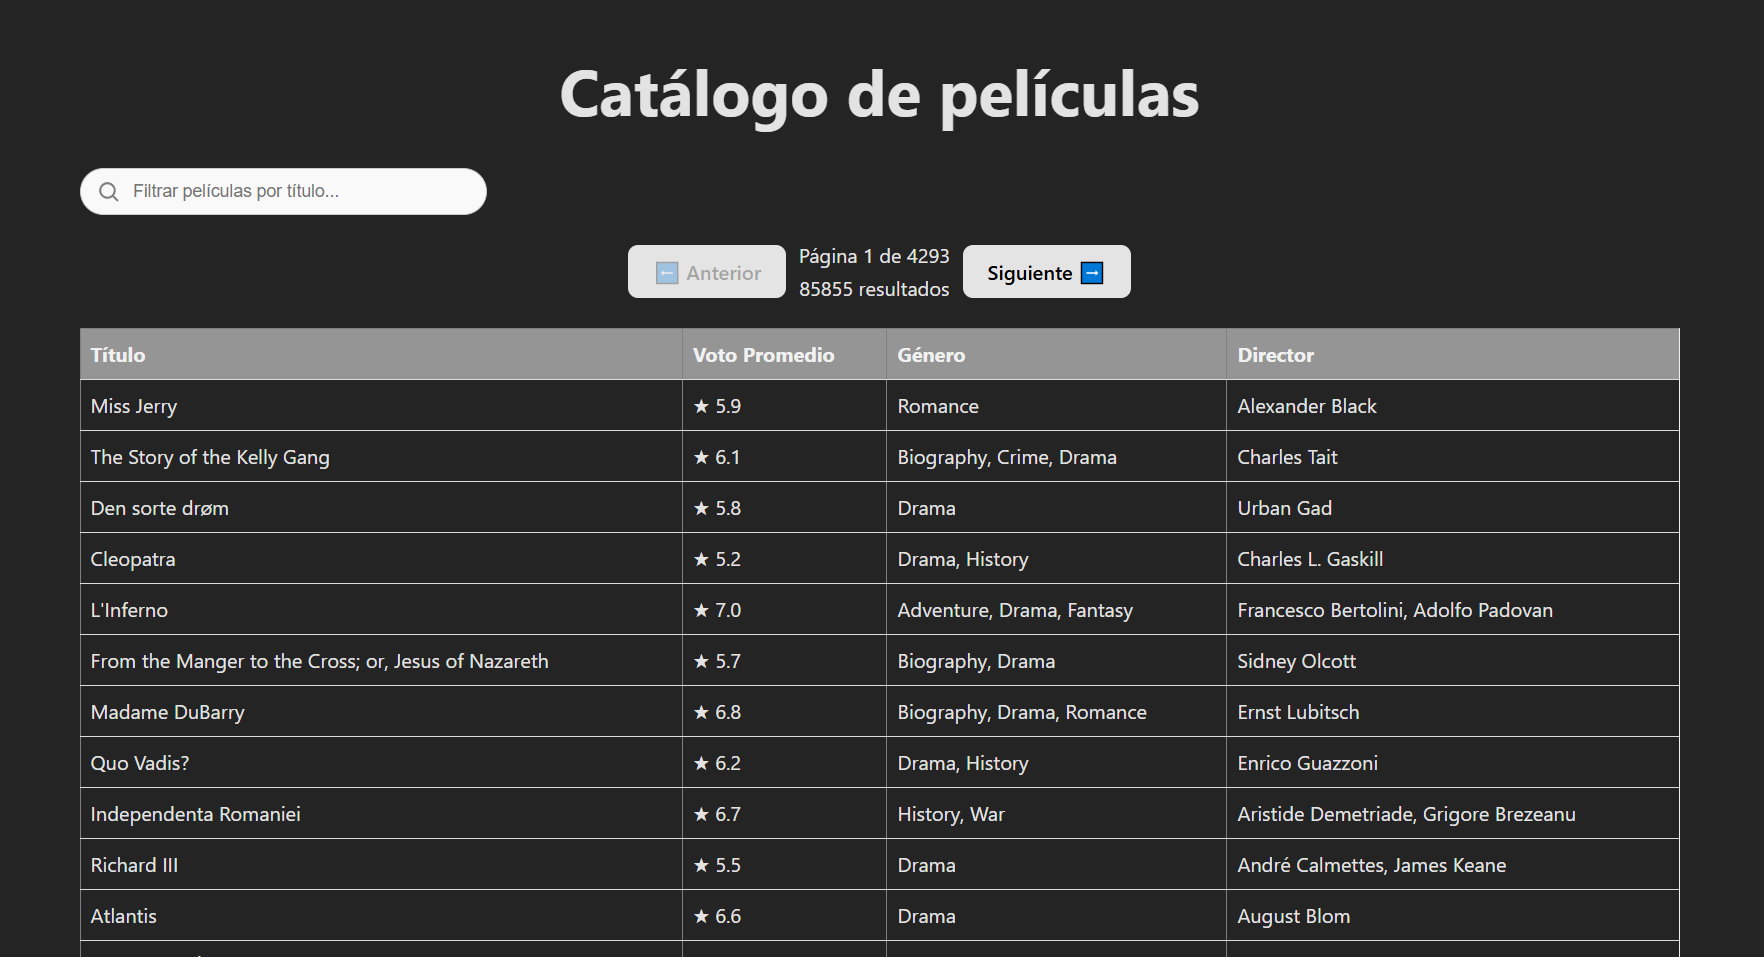 Catálogo de películas
Filtrar películas por título...
⬅️ Anterior Página 1 de 4293 Siguiente ➡️
85855 resultados
Título Voto Promedio Género Director
Miss Jerry ★ 5.9 Romance Alexander Black
The Story of the Kelly Gang ★ 6.1 Biography, Crime, Drama Charles Tait
Den sorte drøm ★ 5.8 Drama Urban Gad
Cleopatra ★ 5.2 Drama, History Charles L. Gaskill
L'Inferno ★ 7.0 Adventure, Drama, Fantasy Francesco Bertolini, Adolfo Padovan
From the Manger to the Cross; or, Jesus of Nazareth ★ 5.7 Biography, Drama Sidney Olcott
Madame DuBarry ★ 6.8 Biography, Drama, Romance Ernst Lubitsch
Quo Vadis? ★ 6.2 Drama, History Enrico Guazzoni
Independenta Romaniei ★ 6.7 History, War Aristide Demetriade, Grigore Brezeanu
Richard III ★ 5.5 Drama André Calmettes, James Keane
Atlantis ★ 6.6 Drama August Blom